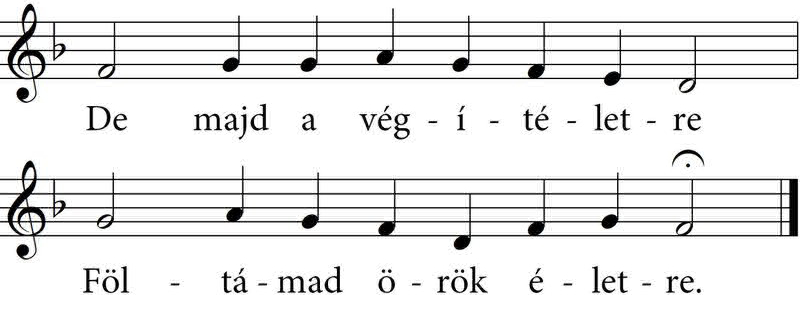 De majd a vég - í - té - let - re
Föl - tá - mad ö - rök é - let - re.